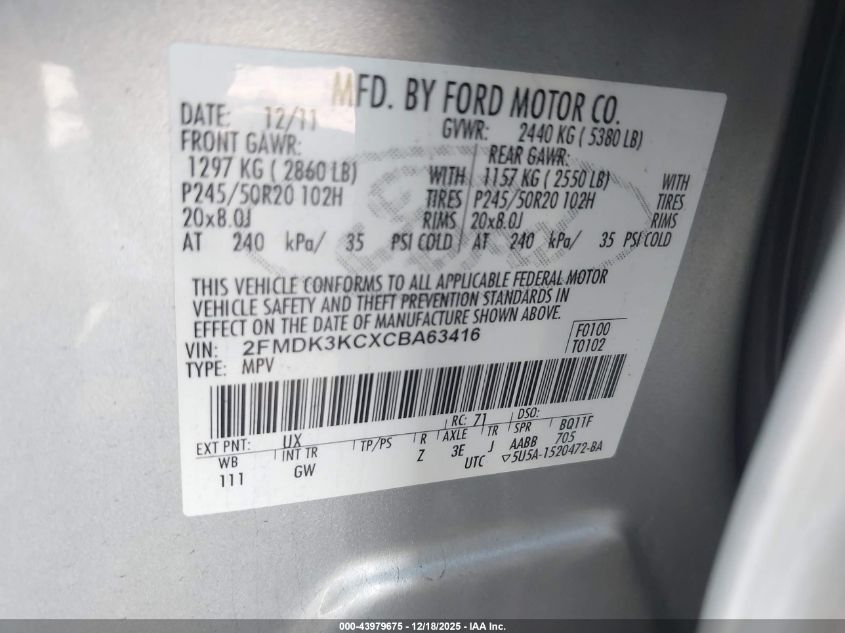 MFD. BY FORD MOTOR CO.
DATE: 12/11 GVWR: 2440 KG ( 5380 LB)
FRONT GAWR: REAR GAWR:
1297 KG ( 2860 LB) WITH 1157 KG ( 2550 LB) WITH
P245/50R20 102H TIRES P245/50R20 102H TIRES
20x8.0J RIMS 20x8.0J RIMS
AT 240 kPa/ 35 PSI COLD AT 240 kPa/ 35 PSI COLD
THIS VEHICLE CONFORMS TO ALL APPLICABLE FEDERAL MOTOR
VEHICLE SAFETY AND THEFT PREVENTION STANDARDS IN
EFFECT ON THE DATE OF MANUFACTURE SHOWN ABOVE.
VIN: 2FMDK3KCXCBA63416 F0100
TYPE: MPV T0102
RC: 71 DSO:
EXT PNT: UX BQ11F
WB INT TR TP/PS R AXLE TR SPR 705
111 GW Z 3E J AABB
UTC ▽5U5A-1520472-BA
000-43979675 - 12/18/2025 - IAA Inc.